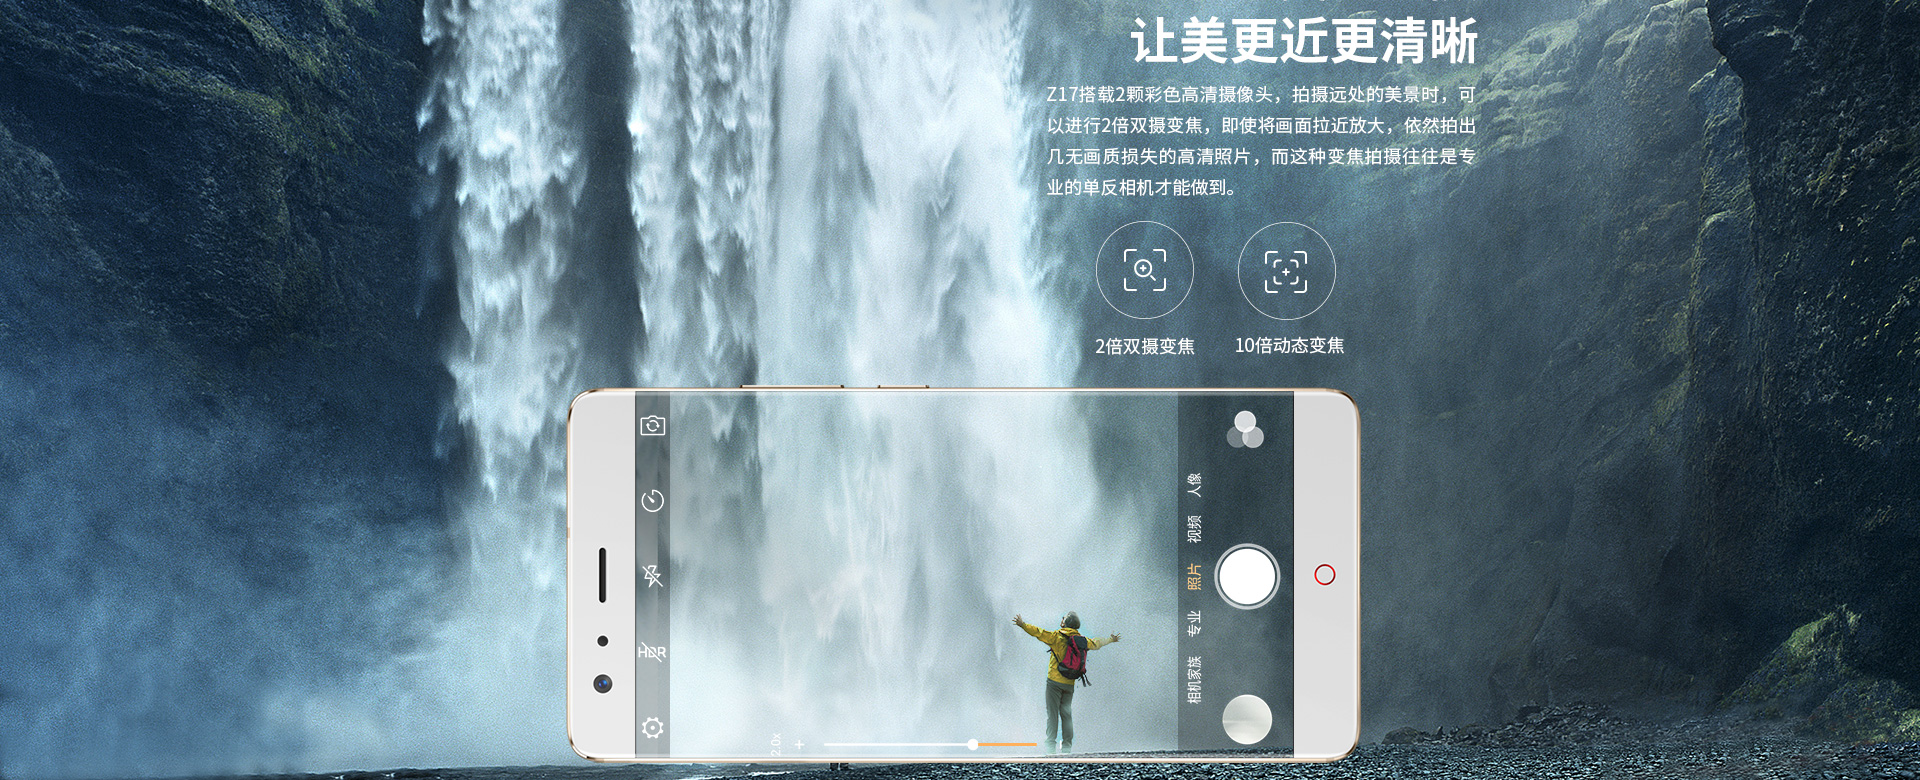 让美更近更清晰
Z17搭载2颗彩色高清摄像头，拍摄远处的美景时，可
以进行2倍双摄变焦，即使将画面拉近放大，依然拍出
几无画质损失的高清照片，而这种变焦拍摄往往是专
业的单反相机才能做到。
2倍双摄变焦
10倍动态变焦
人像
视频
照片
专业
相机家族
HDR
2.0x
+